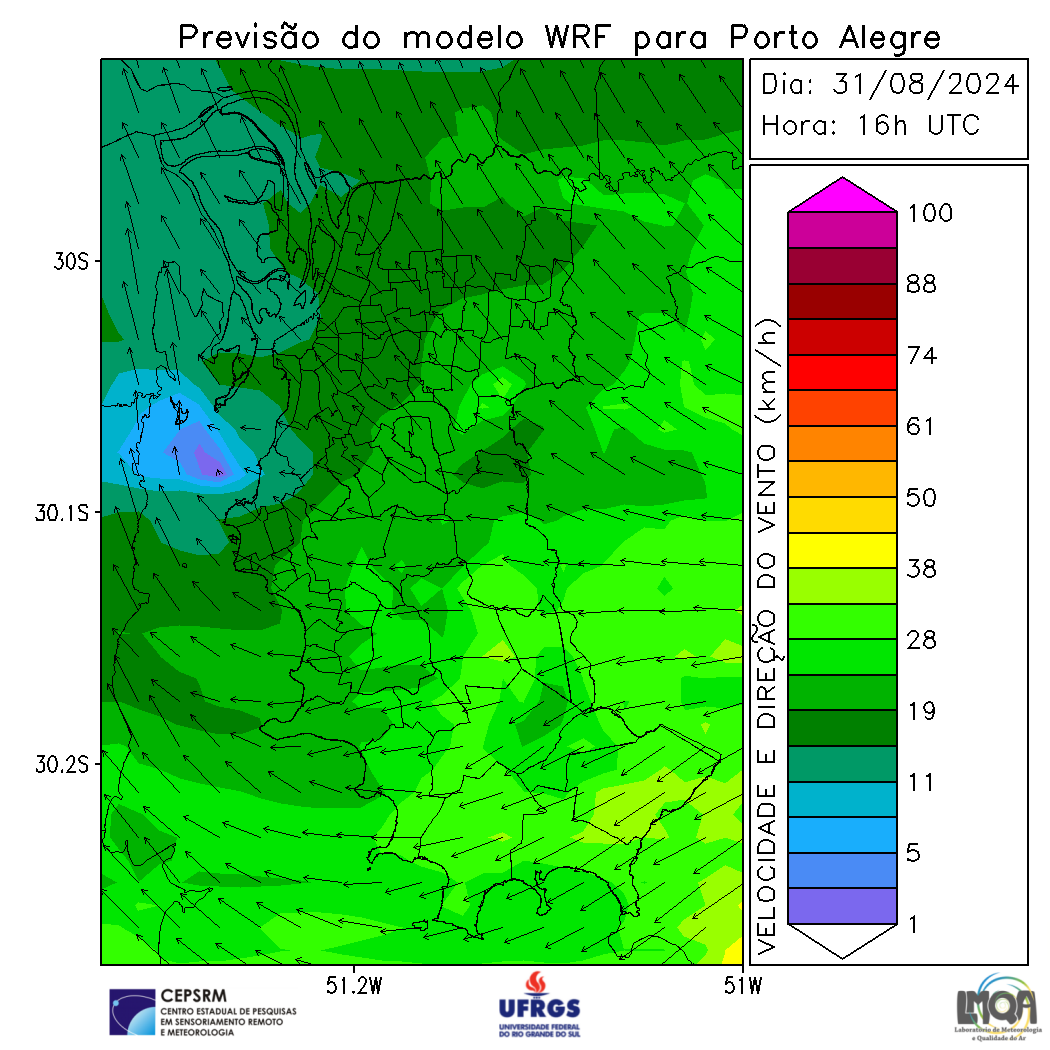 Previsão do modelo WRF para Porto Alegre
Dia: 31/08/2024
Hora: 16h UTC
30S
30.1S
30.2S
51.2W
51W
VELOCIDADE E DIREÇÃO DO VENTO (km/h)
100
88
74
61
50
38
28
19
11
5
1
CEPSRM
CENTRO ESTADUAL DE PESQUISAS
EM SENSORIAMENTO REMOTO
E METEOROLOGIA
UFRGS
UNIVERSIDADE FEDERAL
DO RIO GRANDE DO SUL
LMQA
Laboratório de Meteorologia
e Qualidade do Ar